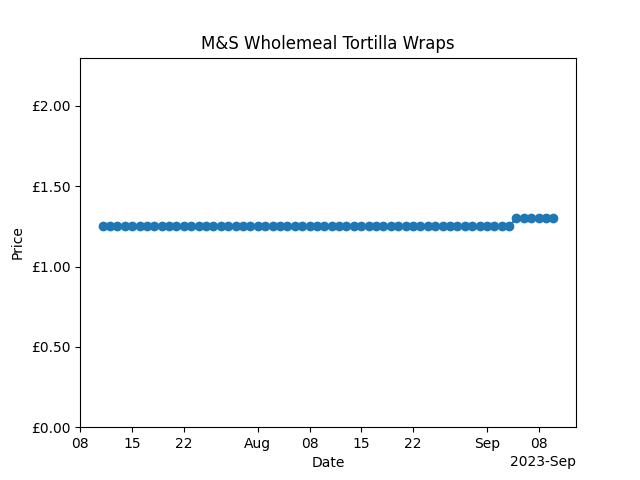 M&S Wholemeal Tortilla Wraps
£2.00
£1.50
£1.00
£0.50
£0.00
Price
08 15 22 Aug 08 15 22 Sep 08
Date
2023-Sep